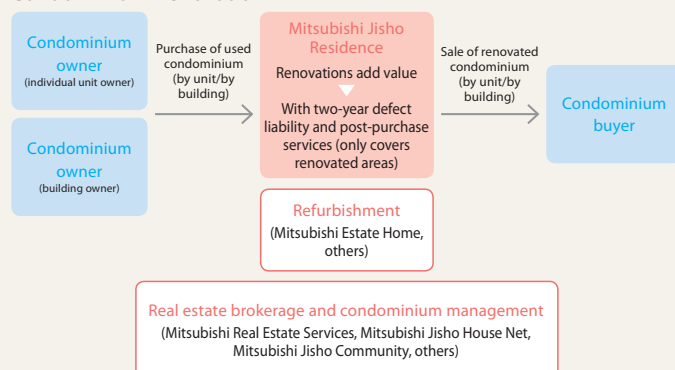 Condominium
owner
(individual unit owner)
Condominium
owner
(building owner)
Purchase of used
condominium
(by unit/by
building)
Mitsubishi Jisho
Residence
Renovations add value
With two-year defect
liability and post-purchase
services (only covers
renovated areas)
Sale of renovated
condominium
(by unit/by
building)
Condominium
buyer
Refurbishment
(Mitsubishi Estate Home,
others)
Real estate brokerage and condominium management
(Mitsubishi Real Estate Services, Mitsubishi Jisho House Net,
Mitsubishi Jisho Community, others)